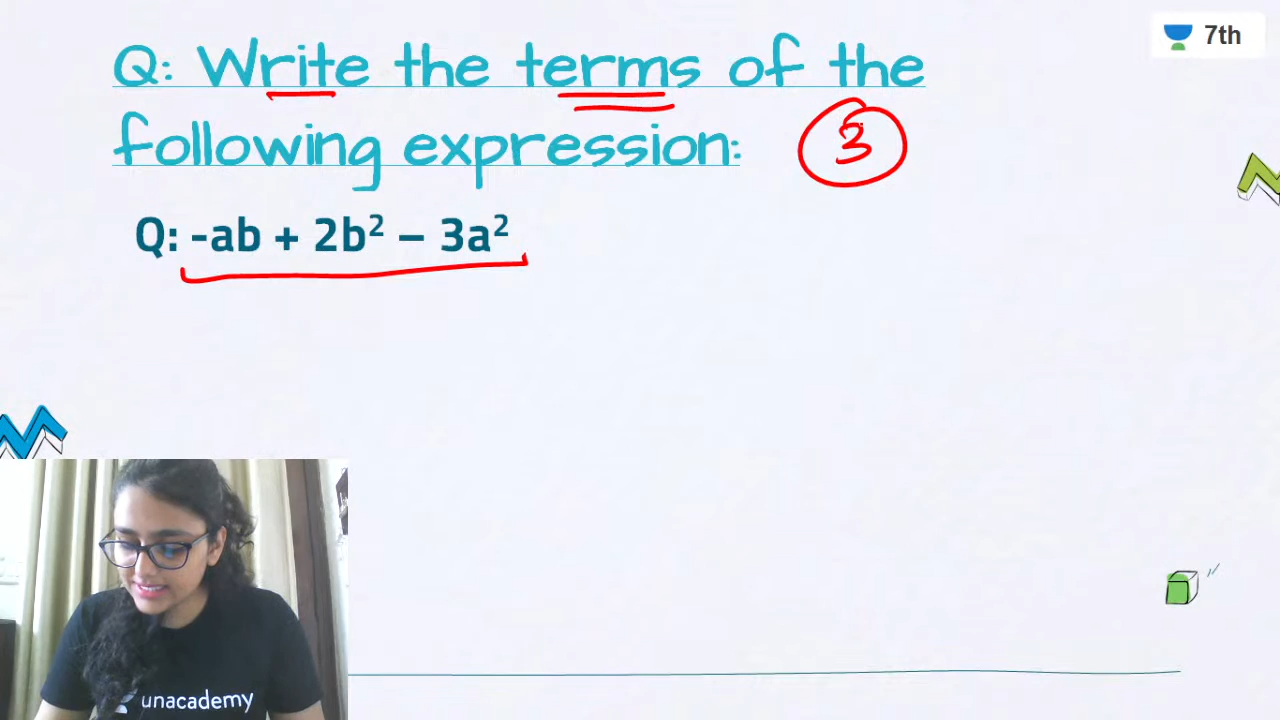 7th
Q: Write the terms of the
following expression:
3
Q: -ab + 2b² – 3a²
unacademy